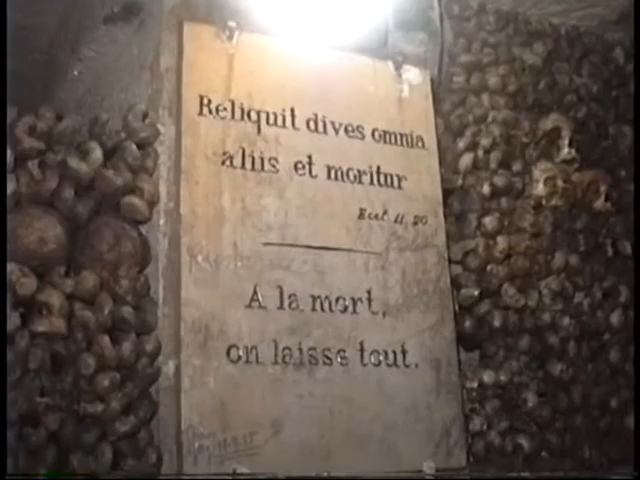 Reliquit dives omnia
aliis et moritur
Eccl. 11. 20
A la mort,
on laisse tout.